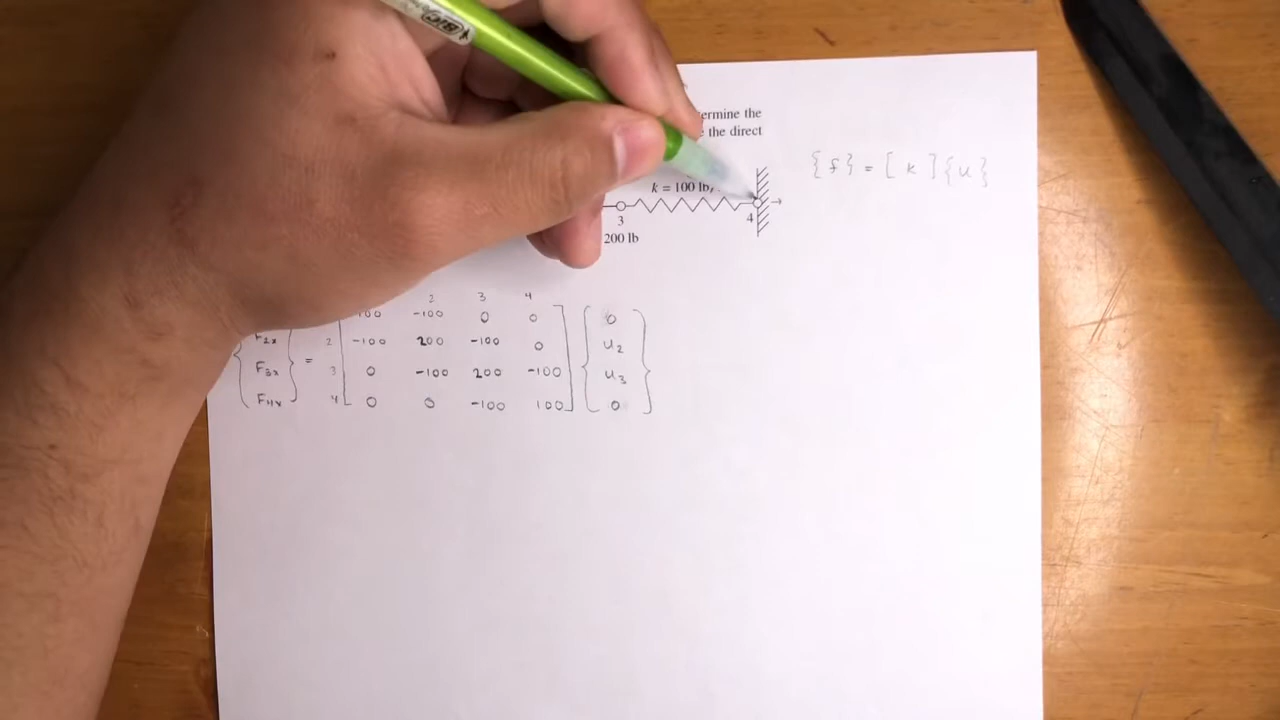 BIC
ermine the
the direct
{f} = [k]{u}
k = 100 lb/
3 4
200 lb
2 3 4
100 -100 0 0 0
F2x = 2 -100 200 -100 0 u2
F3x 3 0 -100 200 -100 u3
F4x 4 0 0 -100 100 0